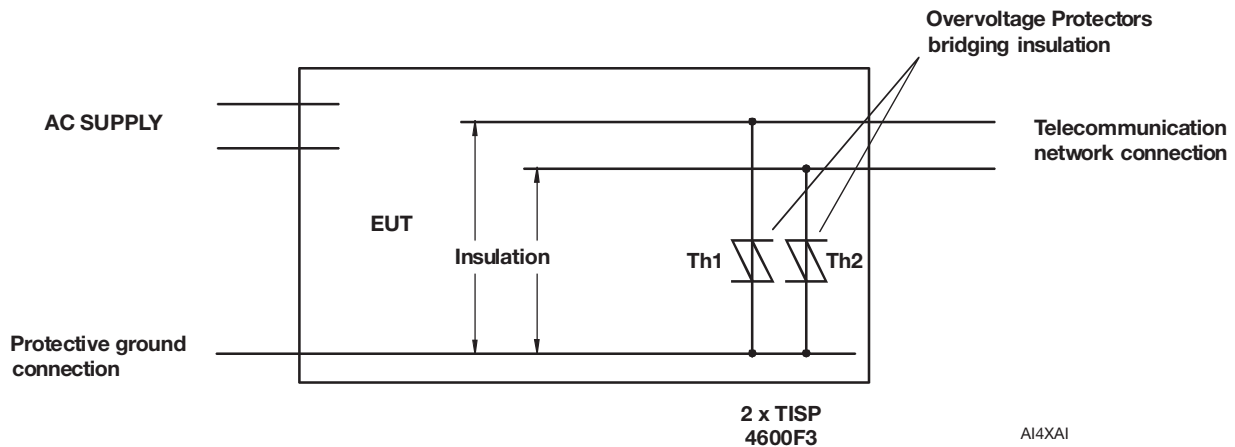 Overvoltage Protectors
bridging insulation
AC SUPPLY
Telecommunication
network connection
EUT
Insulation
Th1
Th2
Protective ground
connection
2 x TISP
4600F3
AI4XAI